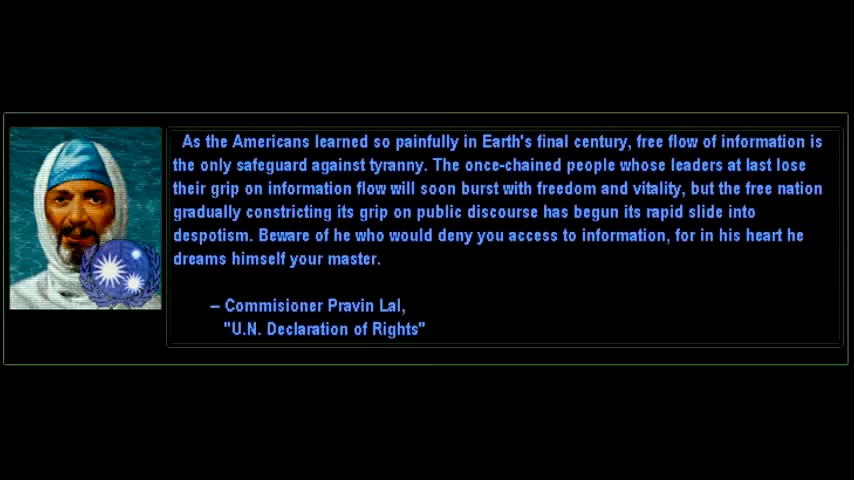 As the Americans learned so painfully in Earth's final century, free flow of information is
the only safeguard against tyranny. The once-chained people whose leaders at last lose
their grip on information flow will soon burst with freedom and vitality, but the free nation
gradually constricting its grip on public discourse has begun its rapid slide into
despotism. Beware of he who would deny you access to information, for in his heart he
dreams himself your master.
– Commisioner Pravin Lal,
"U.N. Declaration of Rights"